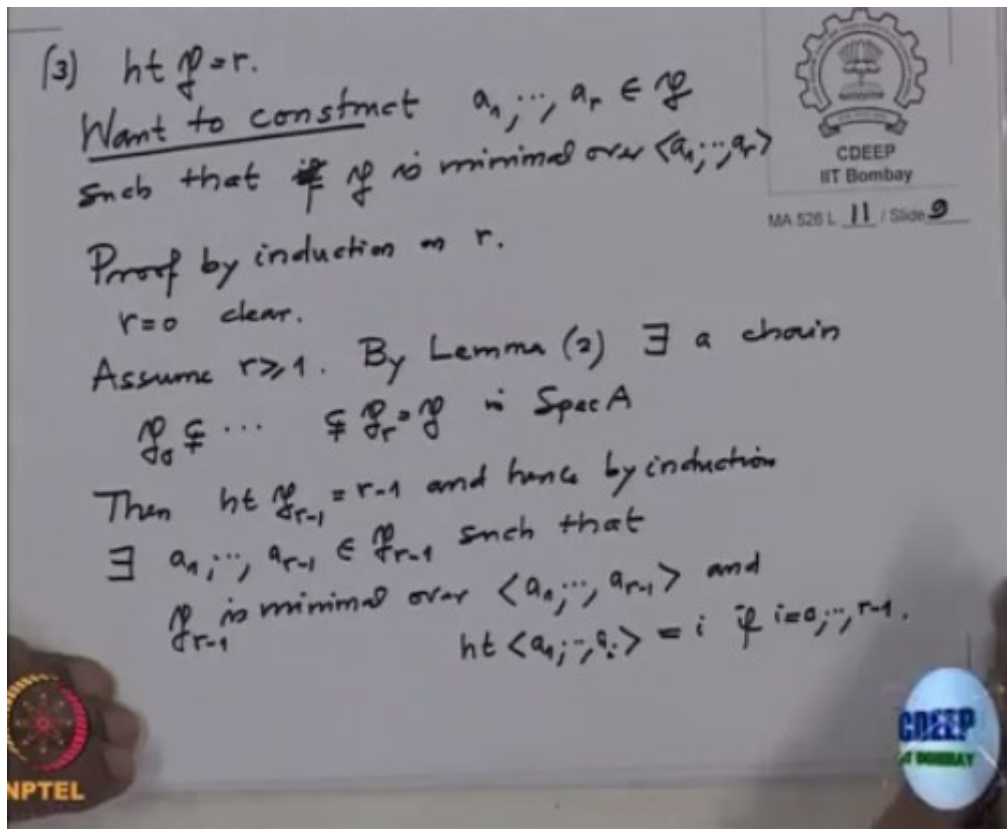 (3) ht 𝔭 = r.
Want to construct a₁,…, aᵣ ∈ 𝔭
such that if 𝔭 is minimal over <a₁,…,aᵣ>
CDEEP
IIT Bombay
MA 526 L 11 / Slide 9
Proof by induction on r.
r=0 clear.
Assume r⩾1. By Lemma (2) ∃ a chain
𝔭₀ ⊊ … ⊊ 𝔭ᵣ = 𝔭 in Spec A
Then ht 𝔭ᵣ₋₁ = r-1 and hence by induction
∃ a₁,…, aᵣ₋₁ ∈ 𝔭ᵣ₋₁ such that
𝔭ᵣ₋₁ is minimal over <a₁,…, aᵣ₋₁> and
ht <a₁,…,aᵢ> = i if i=0,…, r-1.
NPTEL
CDEEP
IIT BOMBAY